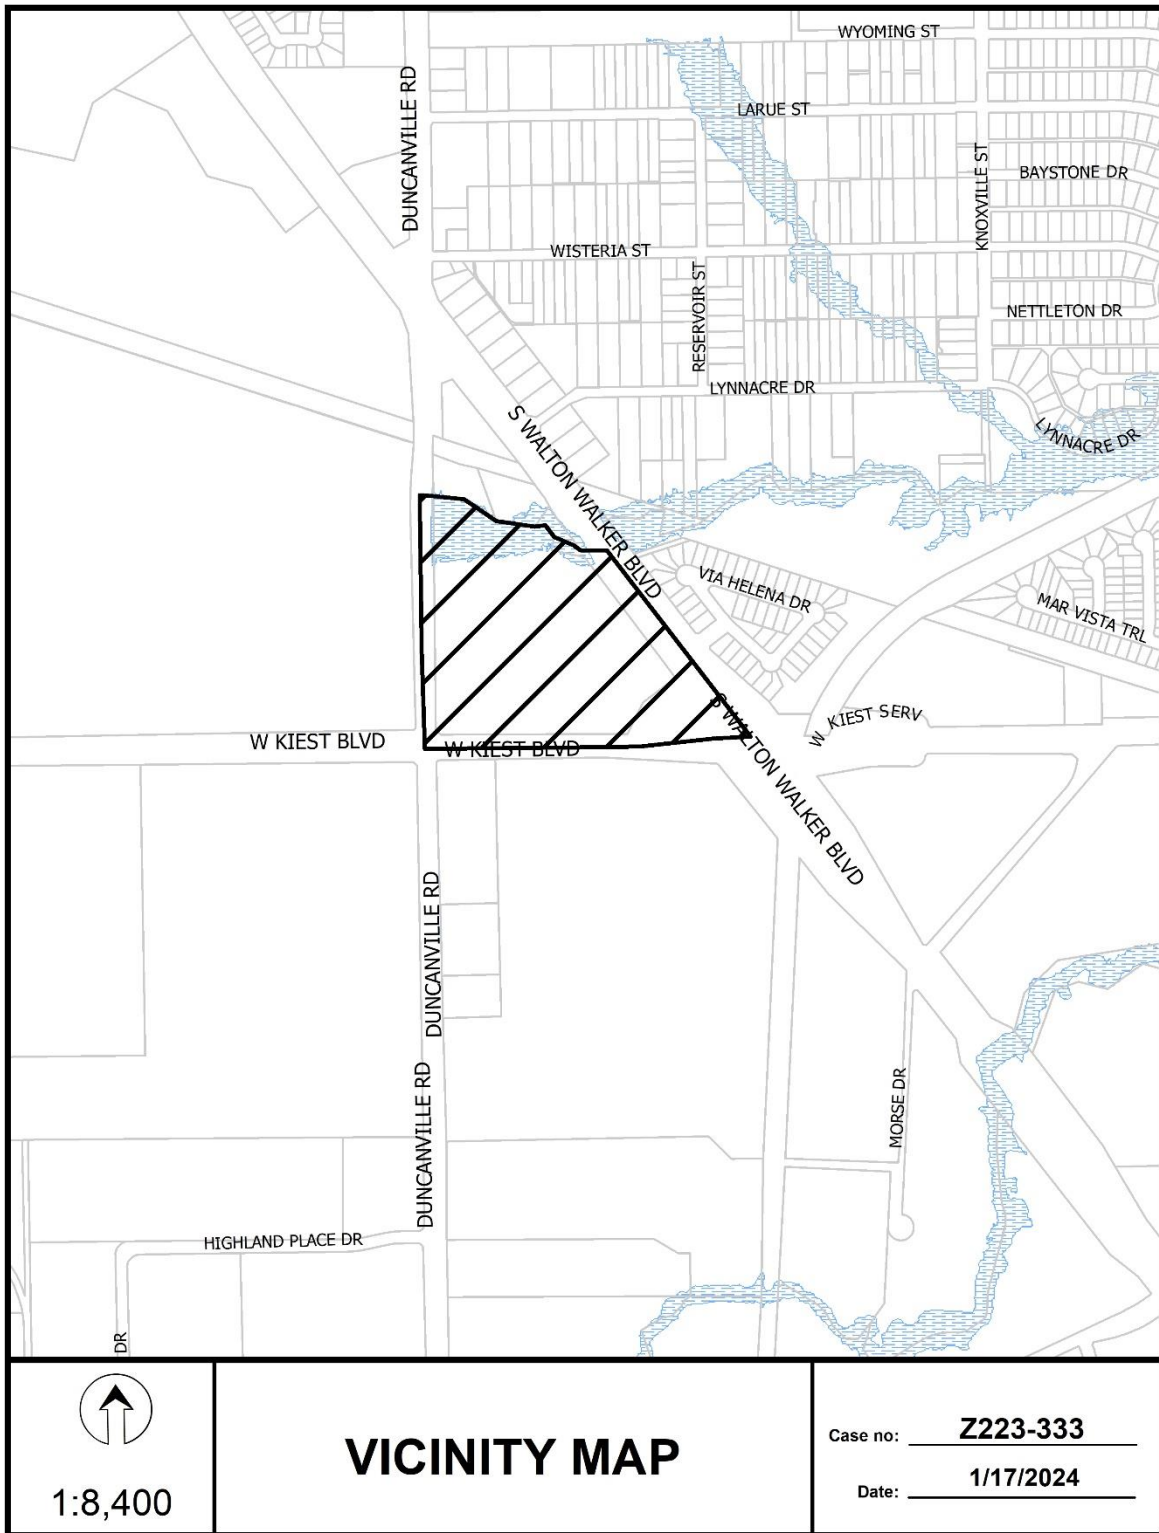 WYOMING ST
DUNCANVILLE RD
LARUE ST
KNOXVILLE ST
BAYSTONE DR
WISTERIA ST
RESERVOIR ST
NETTLETON DR
LYNNACRE DR
LYNNACRE DR
S WALTON WALKER BLVD
VIA HELENA DR
MAR VISTA TRL
W KIEST SERV
W KIEST BLVD
W KIEST BLVD
S WALTON WALKER BLVD
DUNCANVILLE RD
DUNCANVILLE RD
MORSE DR
HIGHLAND PLACE DR
DR
1:8,400
VICINITY MAP
Case no: Z223-333
Date: 1/17/2024